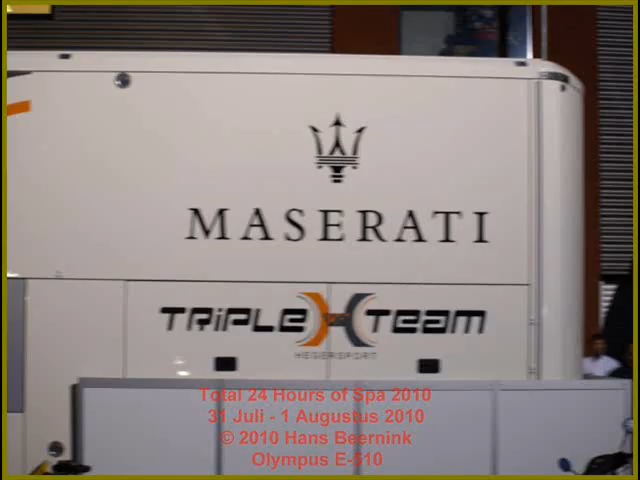 MASERATI
TRIPLE X TEAM
HEGERSPORT
Total 24 Hours of Spa 2010
31 Juli - 1 Augustus 2010
© 2010 Hans Beernink
Olympus E-510